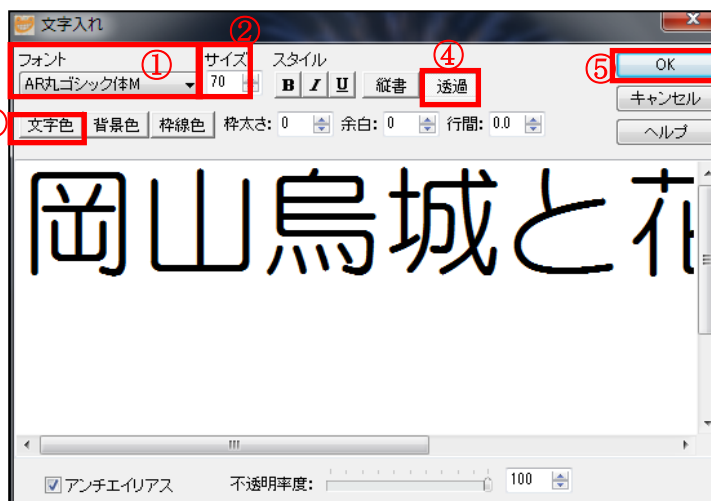 文字入れ
② 
フォント ① サイズ スタイル ④
AR丸ゴシック体M 70 B I U 縦書 透過
⑤ OK
キャンセル
文字色 背景色 枠線色 枠太さ: 0 余白: 0 行間: 0.0
ヘルプ
岡山烏城と花
アンチエイリアス 不透明率度: 100